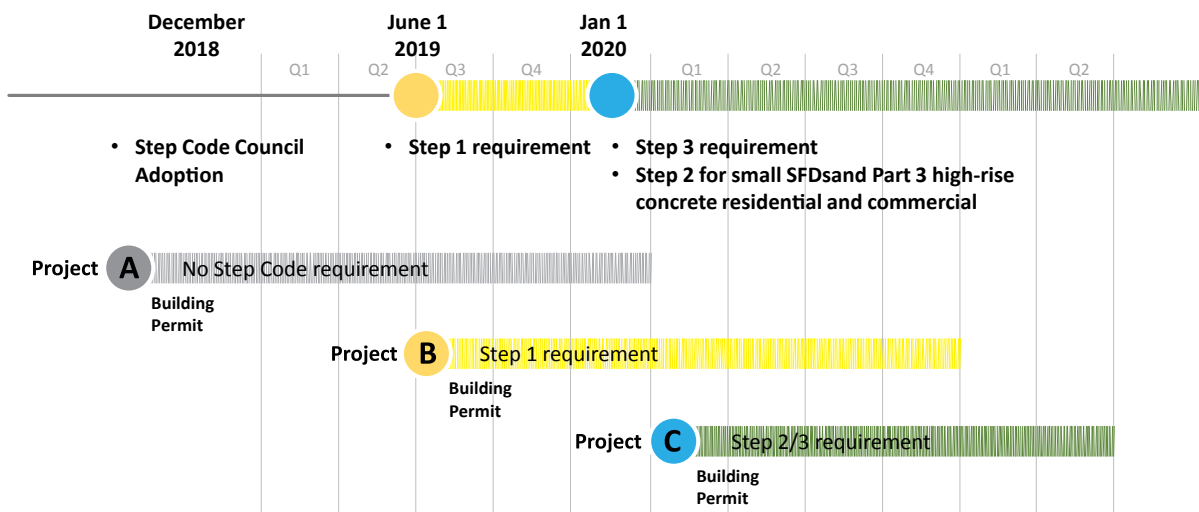 December
2018
June 1
2019
Jan 1
2020
Q1
Q2
Q3
Q4
Q1
Q2
Q3
Q4
Q1
Q2
• Step Code Council
Adoption
• Step 1 requirement
• Step 3 requirement
• Step 2 for small SFDsand Part 3 high-rise
concrete residential and commercial
Project A No Step Code requirement
Building
Permit
Project B Step 1 requirement
Building
Permit
Project C Step 2/3 requirement
Building
Permit